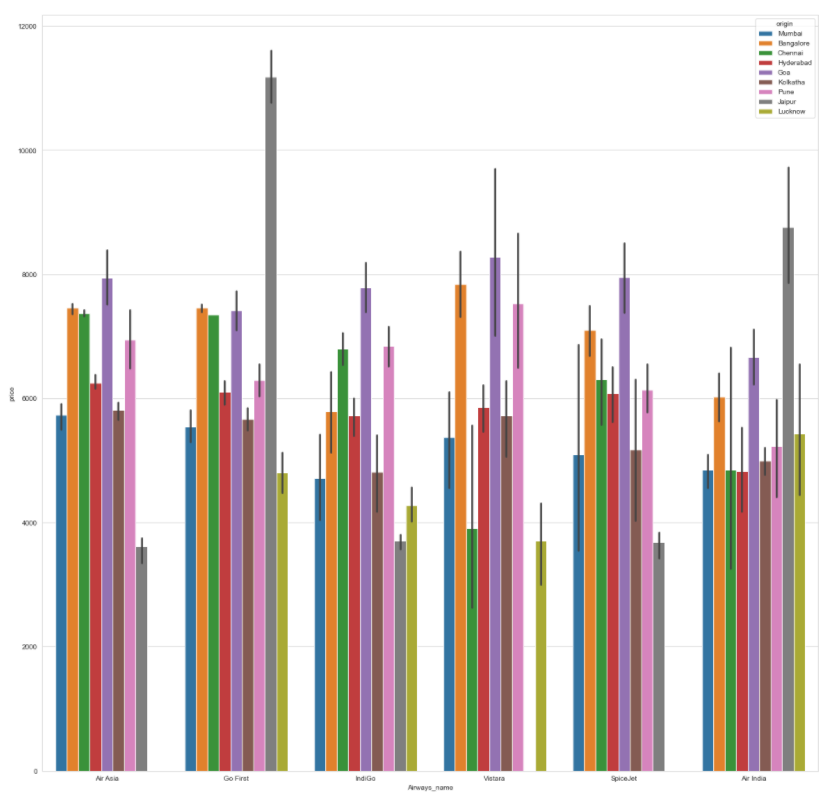 12000
10000
8000
6000
4000
2000
0
price
origin
Mumbai
Bangalore
Chennai
Hyderabad
Goa
Kolkatha
Pune
Jaipur
Lucknow
Air Asia
Go First
IndiGo
Vistara
SpiceJet
Air India
Airways_name